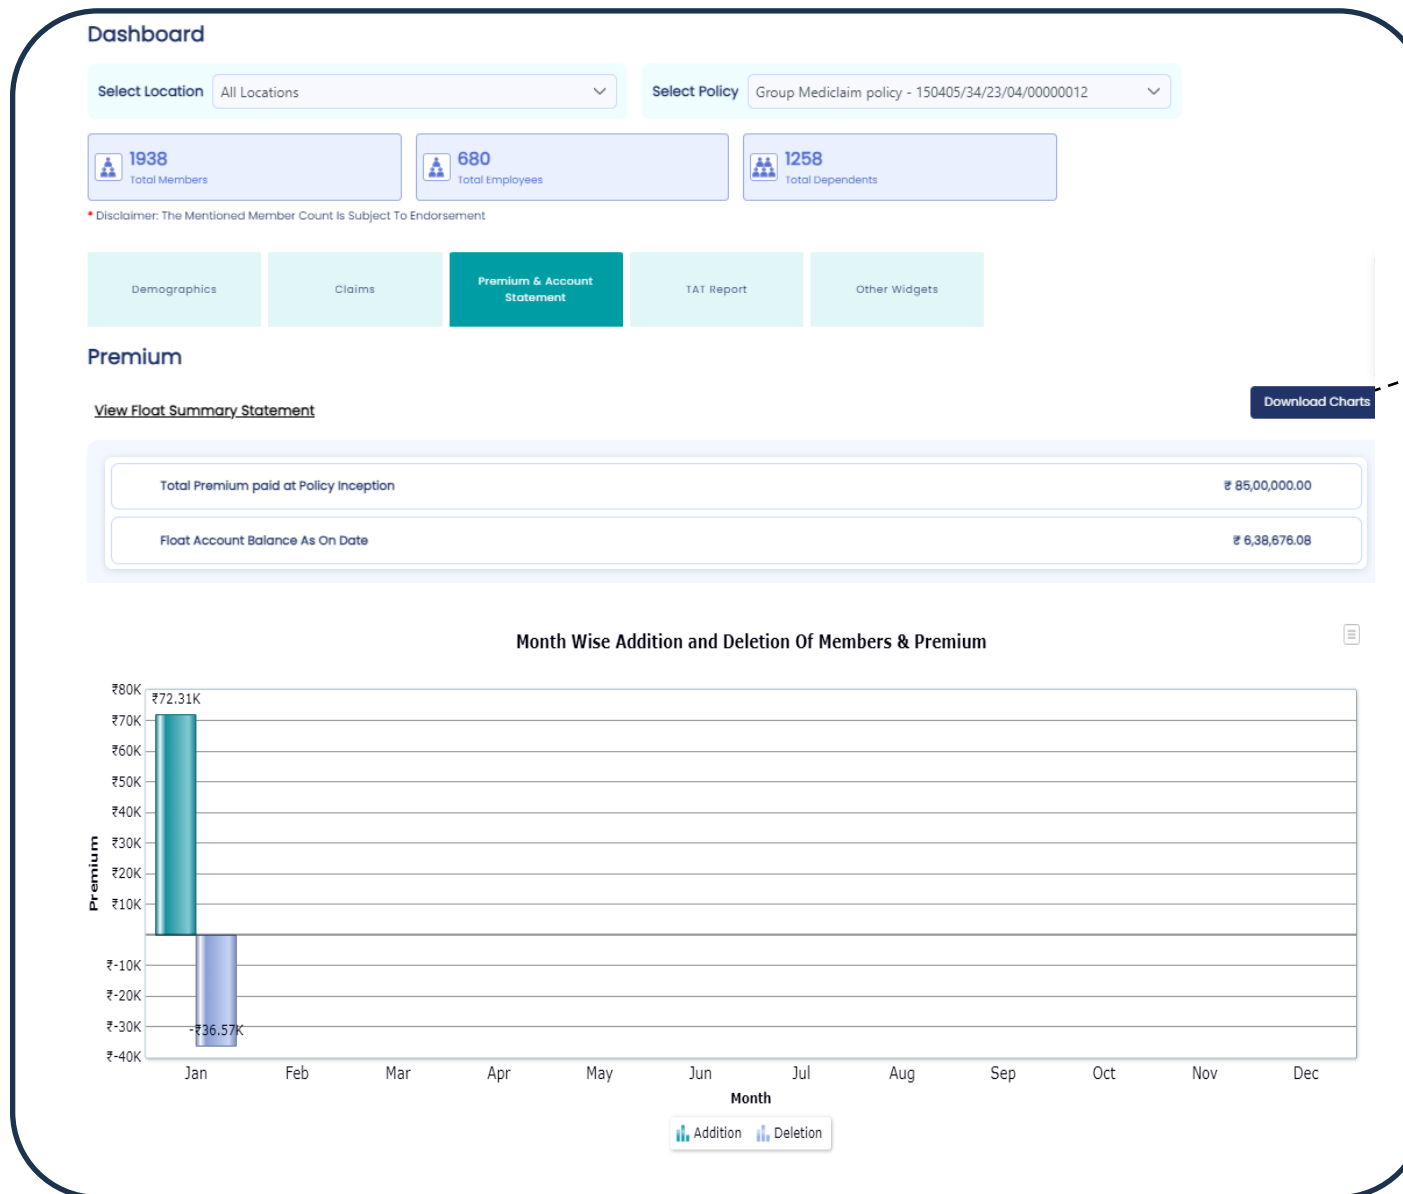 Dashboard
Select Location All Locations Select Policy Group Mediclaim policy - 150405/34/23/04/00000012
1938 680 1258
Total Members Total Employees Total Dependents
* Disclaimer: The Mentioned Member Count Is Subject To Endorsement
Demographics Claims Premium & Account Statement TAT Report Other Widgets
Premium
View Float Summary Statement Download Charts
Total Premium paid at Policy Inception ₹ 85,00,000.00
Float Account Balance As On Date ₹ 6,38,676.08
Month Wise Addition and Deletion Of Members & Premium
₹80K
₹72.31K
₹70K
₹60K
₹50K
₹40K
₹30K
₹20K
₹10K
Premium
₹-10K
₹-20K
₹-30K
-₹36.57K
₹-40K
Jan Feb Mar Apr May Jun Jul Aug Sep Oct Nov Dec
Month
Addition Deletion